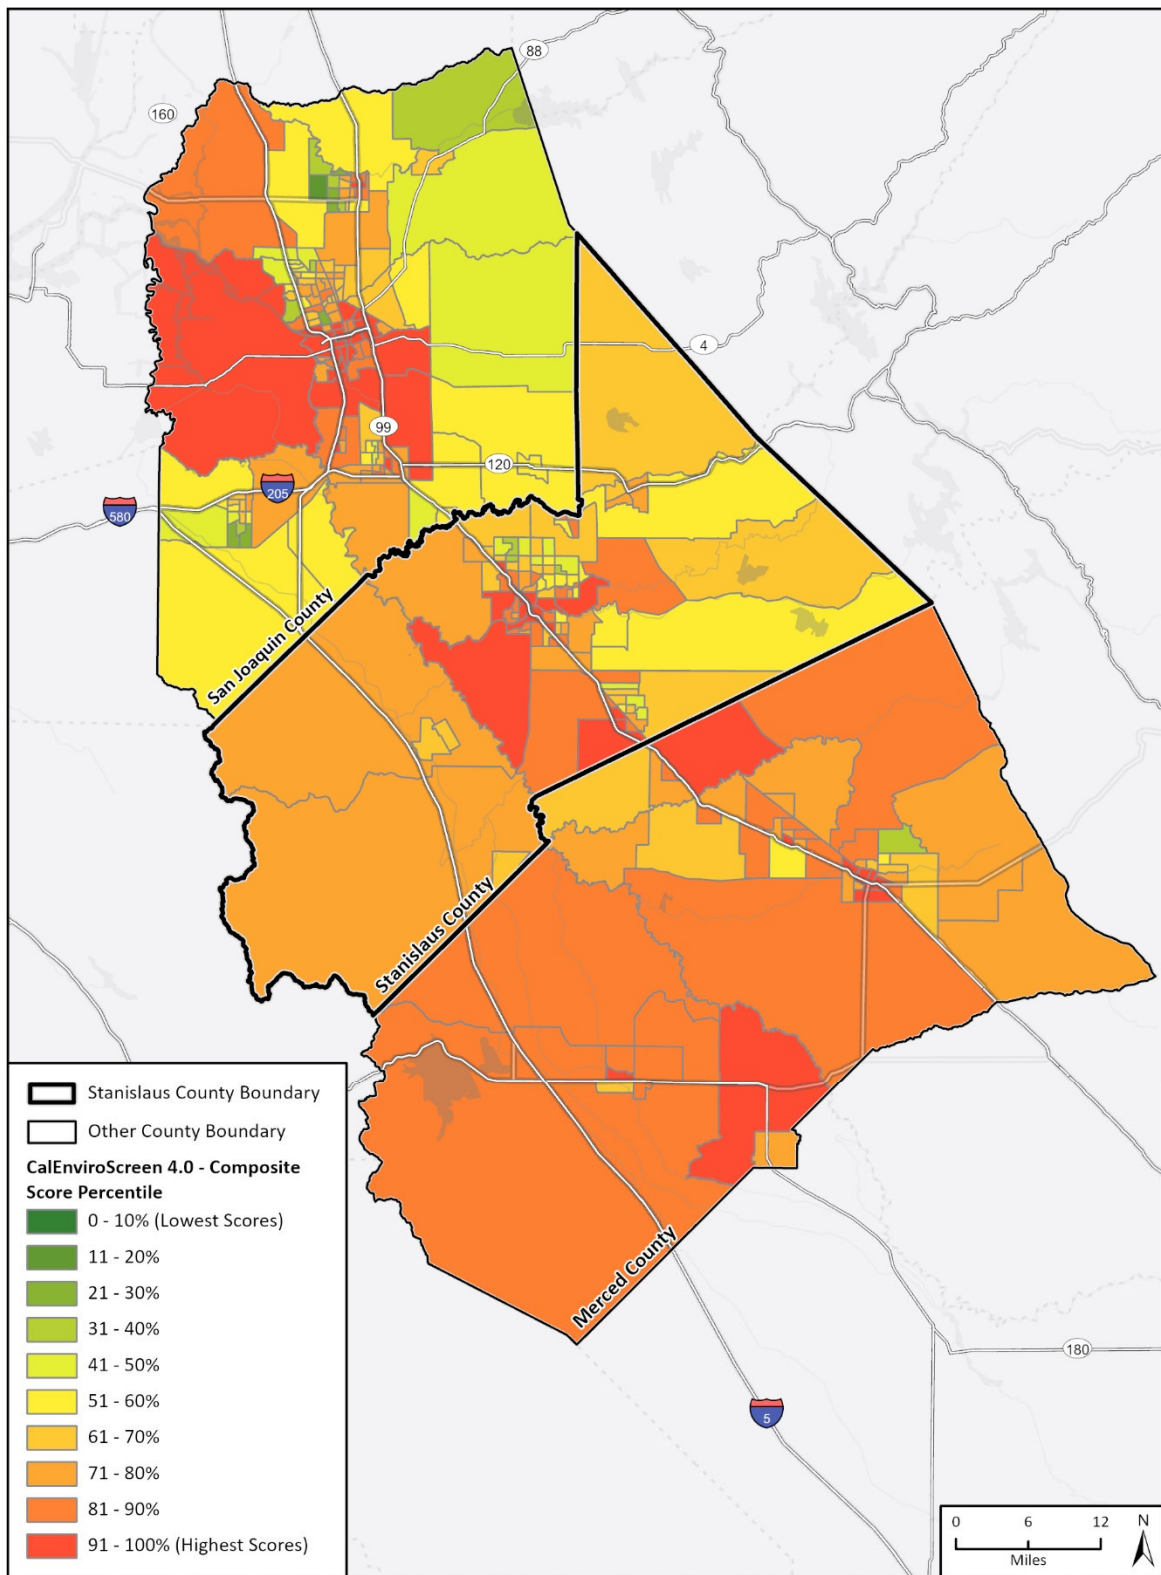 88
160
4
99
120
205
580
San Joaquin County
Stanislaus County
Merced County
180
5
Stanislaus County Boundary
Other County Boundary
CalEnviroScreen 4.0 - Composite
Score Percentile
0 - 10% (Lowest Scores)
11 - 20%
21 - 30%
31 - 40%
41 - 50%
51 - 60%
61 - 70%
71 - 80%
81 - 90%
91 - 100% (Highest Scores)
0 6 12
Miles
N